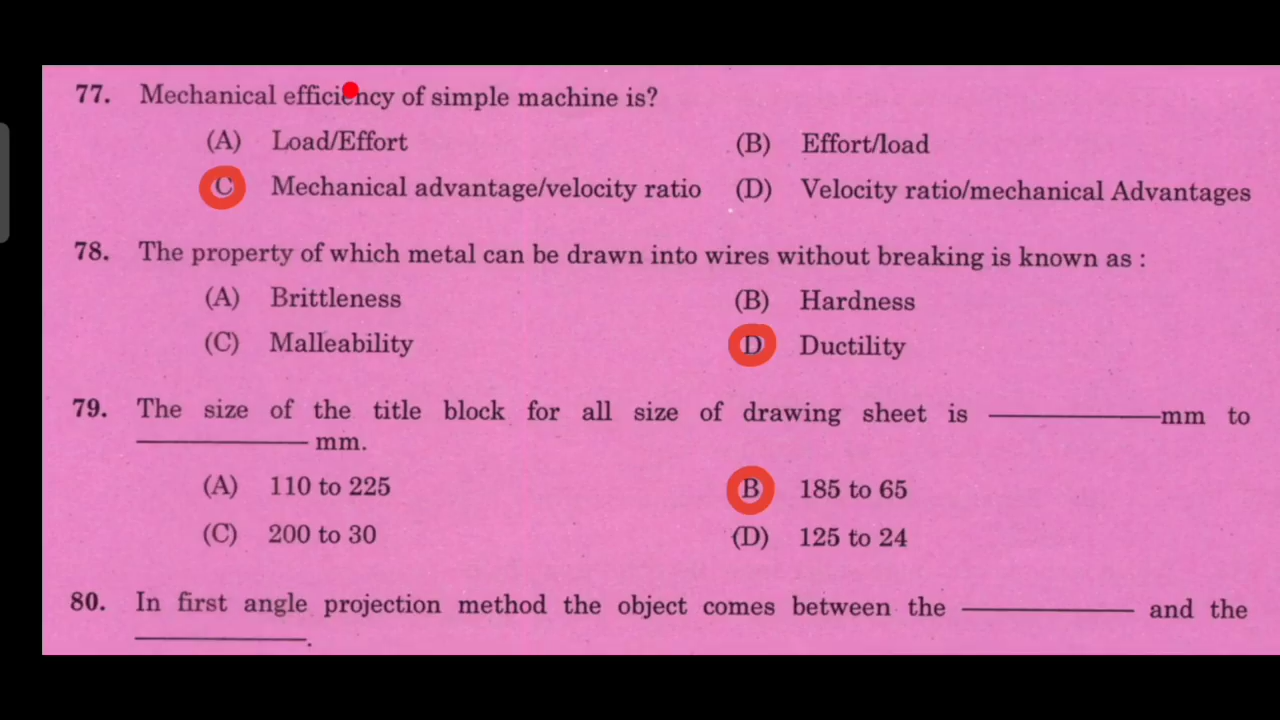 77. Mechanical efficiency of simple machine is?
(A) Load/Effort (B) Effort/load
C Mechanical advantage/velocity ratio (D) Velocity ratio/mechanical Advantages
78. The property of which metal can be drawn into wires without breaking is known as :
(A) Brittleness (B) Hardness
(C) Malleability D Ductility
79. The size of the title block for all size of drawing sheet is ____________mm to
____________ mm.
(A) 110 to 225 B 185 to 65
(C) 200 to 30 (D) 125 to 24
80. In first angle projection method the object comes between the ____________ and the
____________.